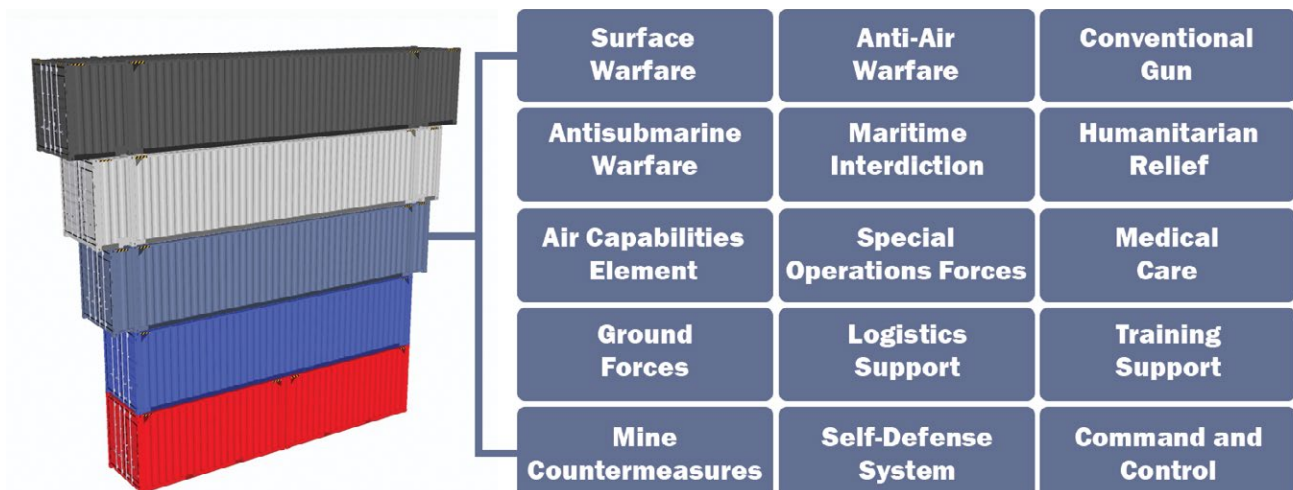 Surface
Warfare
Anti-Air
Warfare
Conventional
Gun
Antisubmarine
Warfare
Maritime
Interdiction
Humanitarian
Relief
Air Capabilities
Element
Special
Operations Forces
Medical
Care
Ground
Forces
Logistics
Support
Training
Support
Mine
Countermeasures
Self-Defense
System
Command and
Control